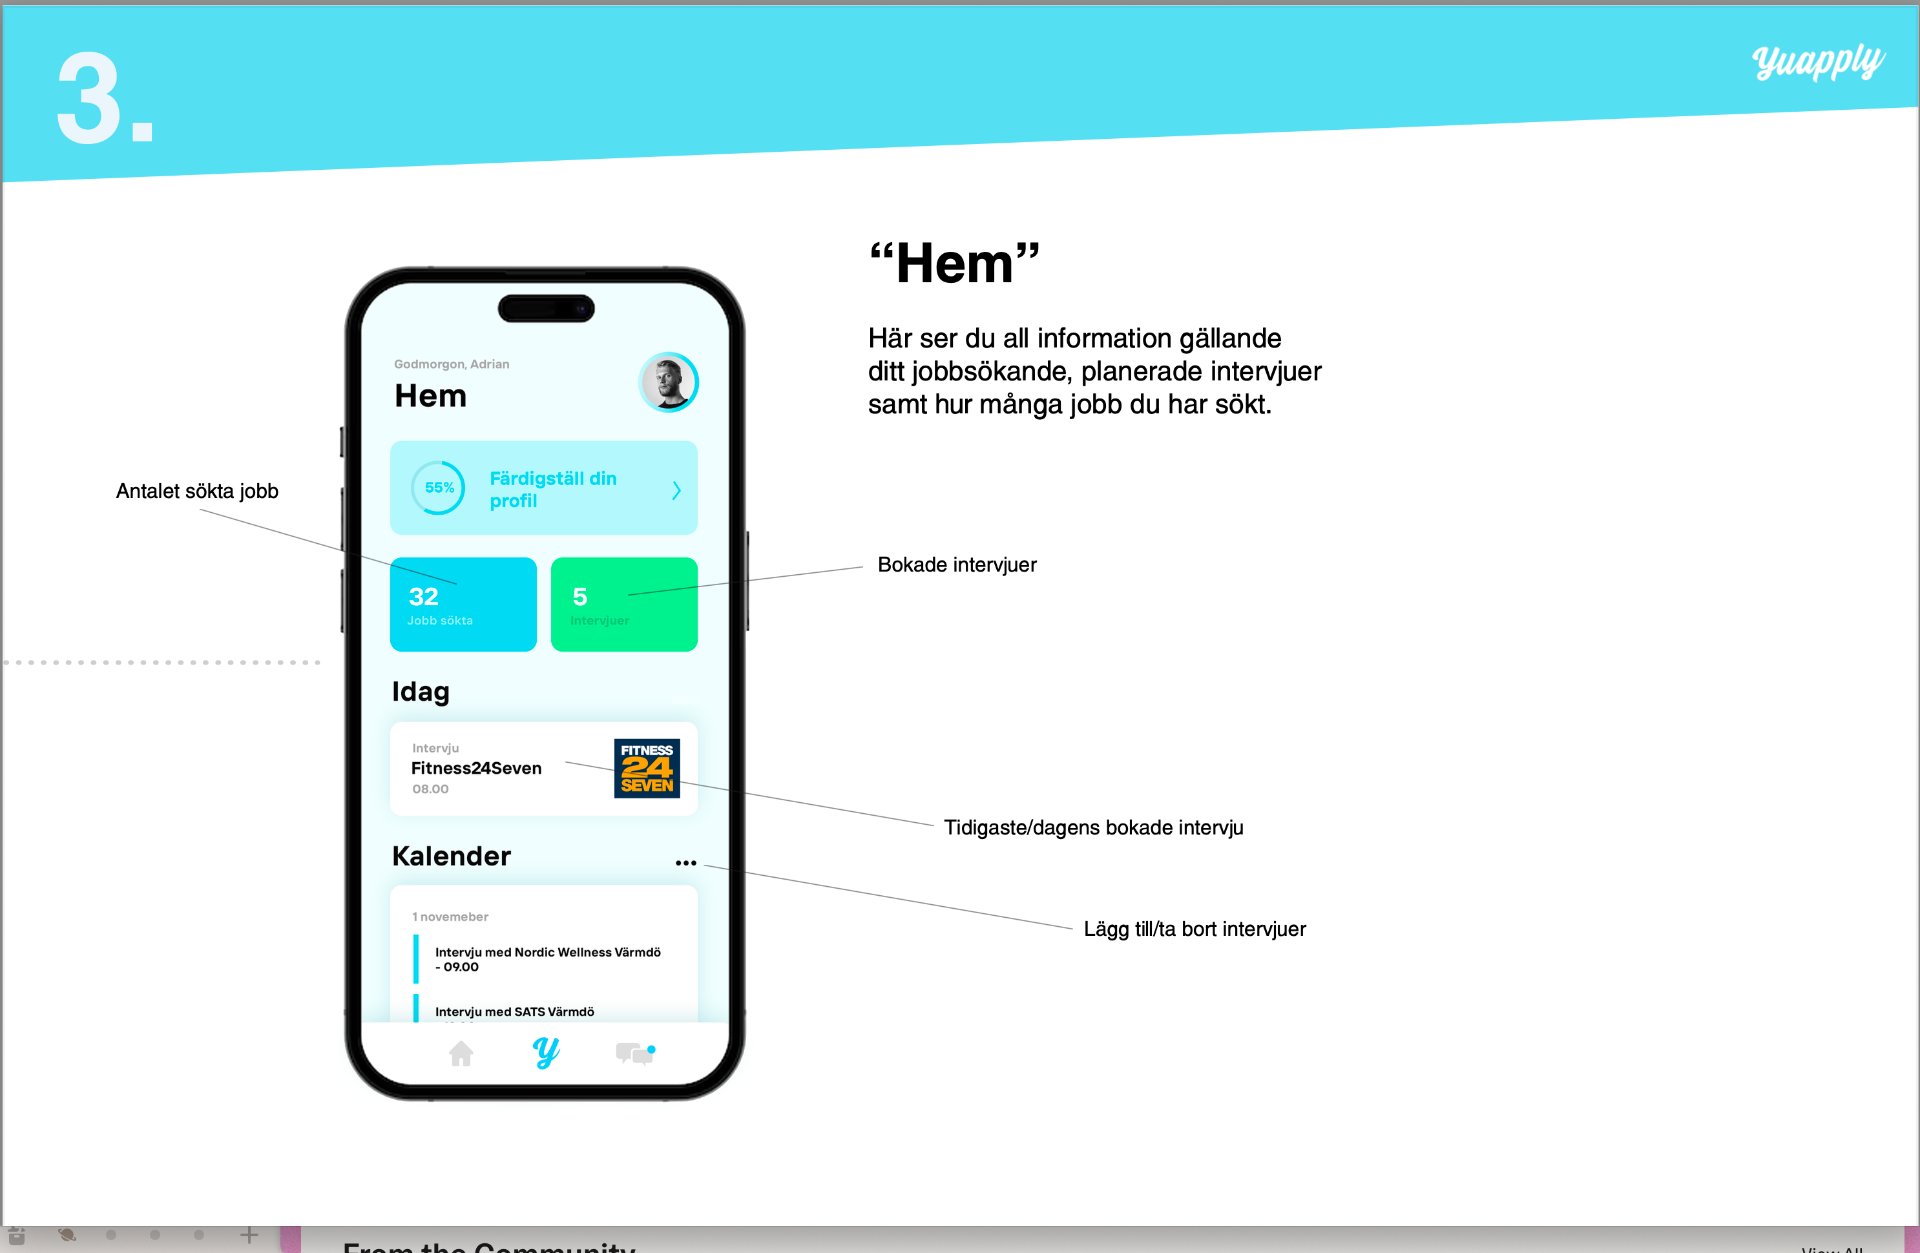 3.
Yuapply
“Hem”
Här ser du all information gällande
ditt jobbsökande, planerade intervjuer
samt hur många jobb du har sökt.
Godmorgon, Adrian
Hem
55%
Färdigställ din
profil
Antalet sökta jobb
32
Jobb sökta
5
Intervjuer
Bokade intervjuer
Idag
Intervju
Fitness24Seven
08.00
FITNESS
24
SEVEN
Tidigaste/dagens bokade intervju
Kalender
...
Lägg till/ta bort intervjuer
1 novemeber
Intervju med Nordic Wellness Värmdö
- 09.00
Intervju med SATS Värmdö
y
From the Community
View All